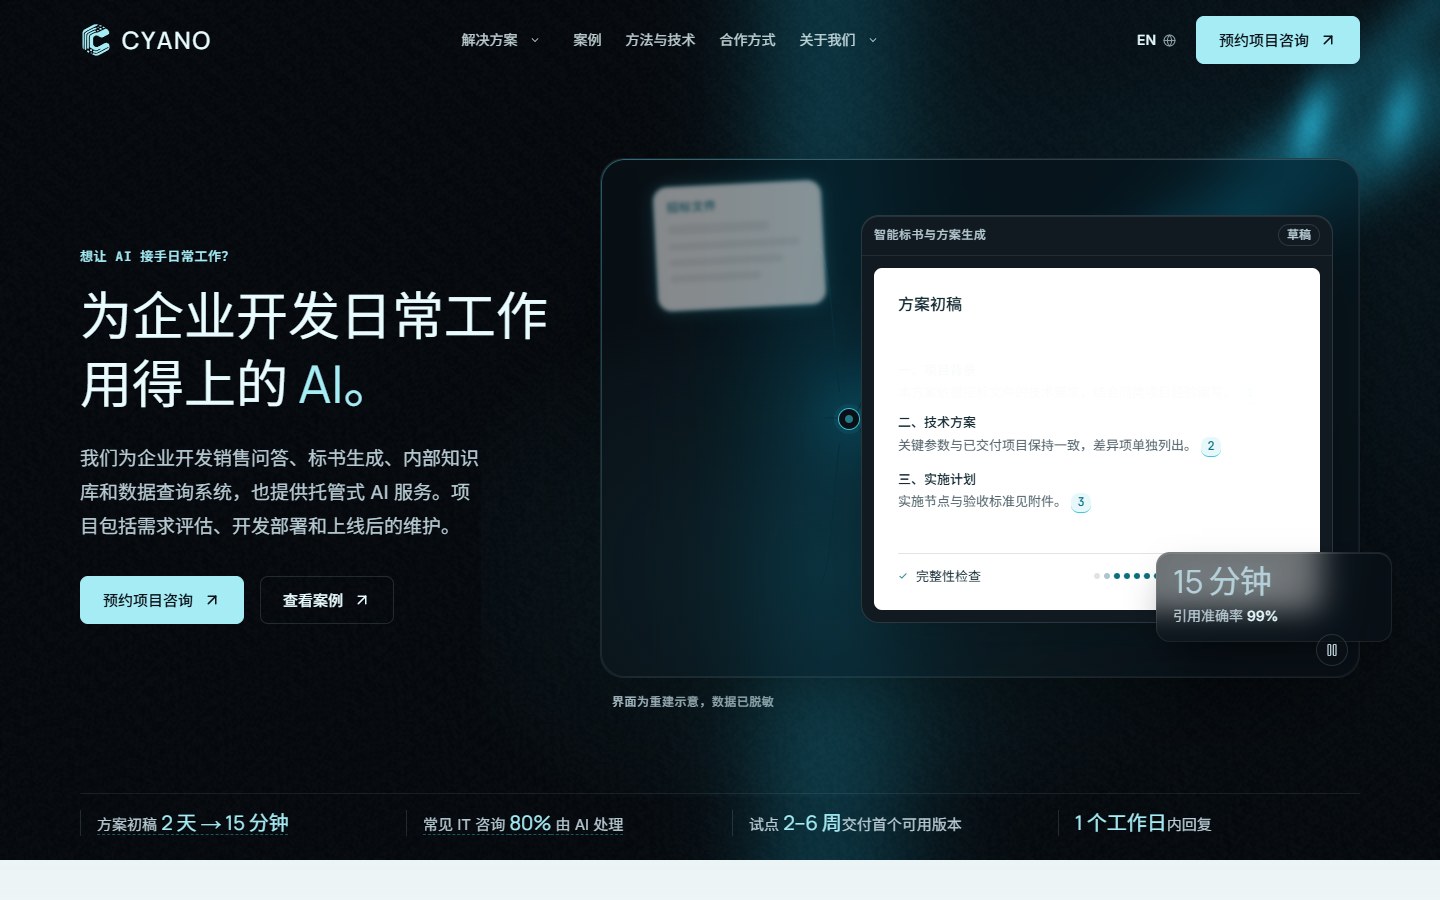 CYANO
解决方案
案例
方法与技术
合作方式
关于我们
EN
预约项目咨询
想让 AI 接手日常工作?
为企业开发日常工作
用得上的 AI。
我们为企业开发销售问答、标书生成、内部知识
库和数据查询系统，也提供托管式 AI 服务。项
目包括需求评估、开发部署和上线后的维护。
预约项目咨询
查看案例
招标文件
智能标书与方案生成
草稿
方案初稿
二、技术方案
关键参数与已交付项目保持一致，差异项单独列出。 2
三、实施计划
实施节点与验收标准见附件。 3
完整性检查
15 分钟
引用准确率 99%
界面为重建示意，数据已脱敏
方案初稿 2 天 → 15 分钟
常见 IT 咨询 80% 由 AI 处理
试点 2–6 周交付首个可用版本
1 个工作日内回复